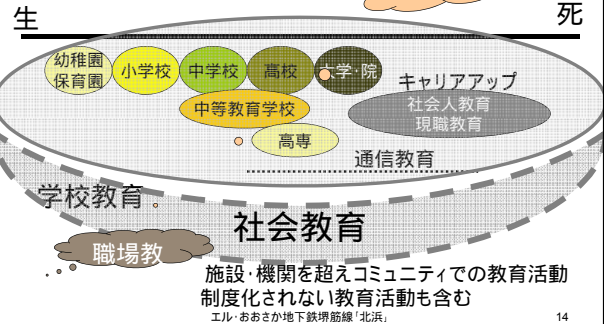 生
死
幼稚園
保育園
小学校
中学校
高校
大学・院
キャリアアップ
社会人教育
現職教育
中等教育学校
高専
通信教育
学校教育
社会教育
職場教
施設・機関を超えコミュニティでの教育活動
制度化されない教育活動も含む
エル・おおさか地下鉄堺筋線「北浜」
14